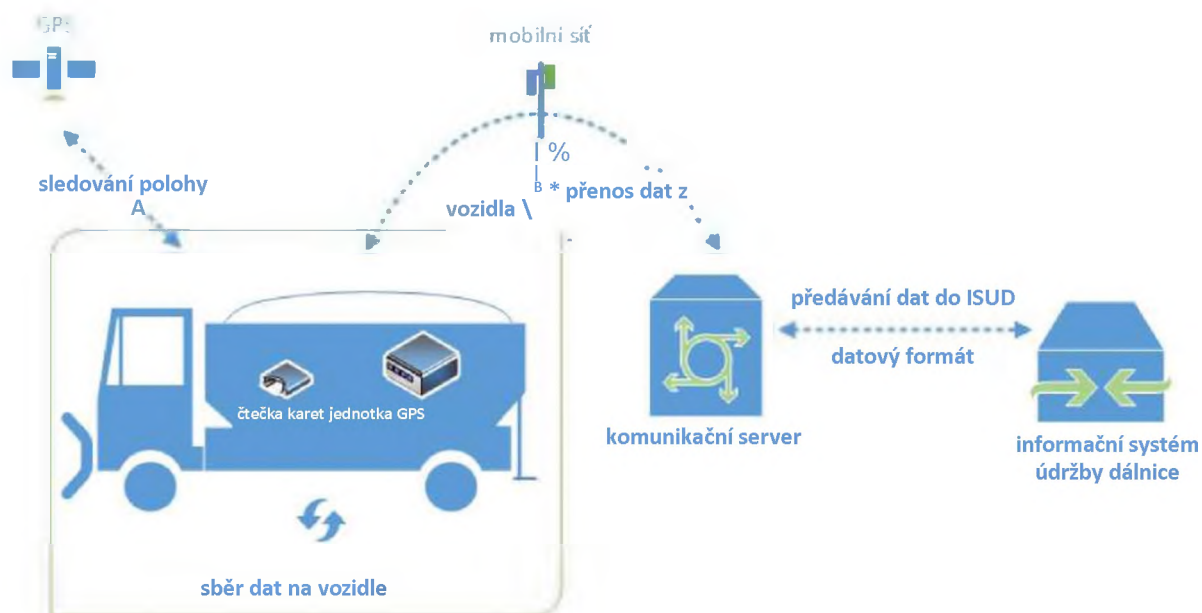 GPS
mobilní síť
| %
sledování polohy
A
B * přenos dat z
vozidla \
předávání dat do ISUD
datový formát
čtečka karet jednotka GPS
komunikační server
informační systém
údržby dálnice
sběr dat na vozidle